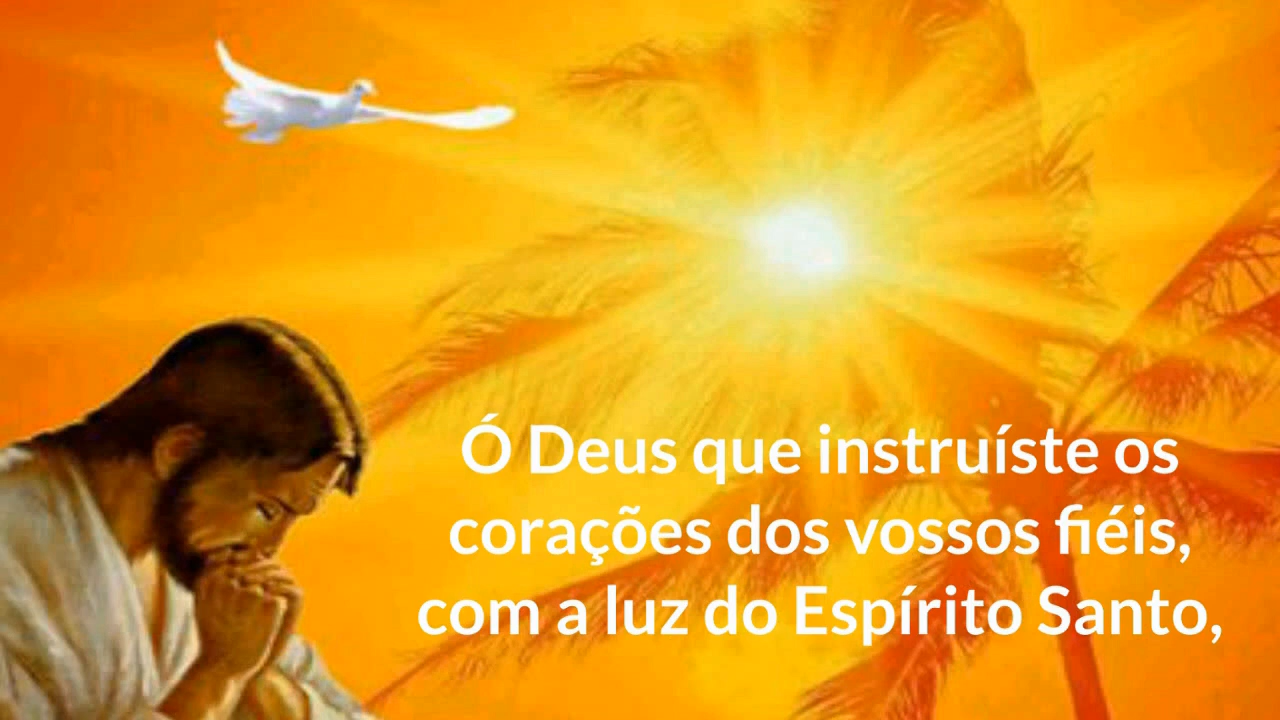 Ó Deus que instruíste os
corações dos vossos fiéis,
com a luz do Espírito Santo,